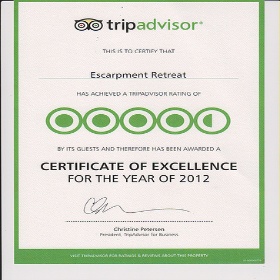 tripadvisor®
THIS IS TO CERTIFY THAT
Escarpment Retreat
HAS ACHIEVED A TRIPADVISOR RATING OF
BY ITS GUESTS AND THEREFORE HAS BEEN AWARDED A
CERTIFICATE OF EXCELLENCE
FOR THE YEAR OF 2012
Christine Petersen
President, TripAdvisor for Business
VISIT TRIPADVISOR FOR RATINGS & REVIEWS ABOUT THIS PROPERTY